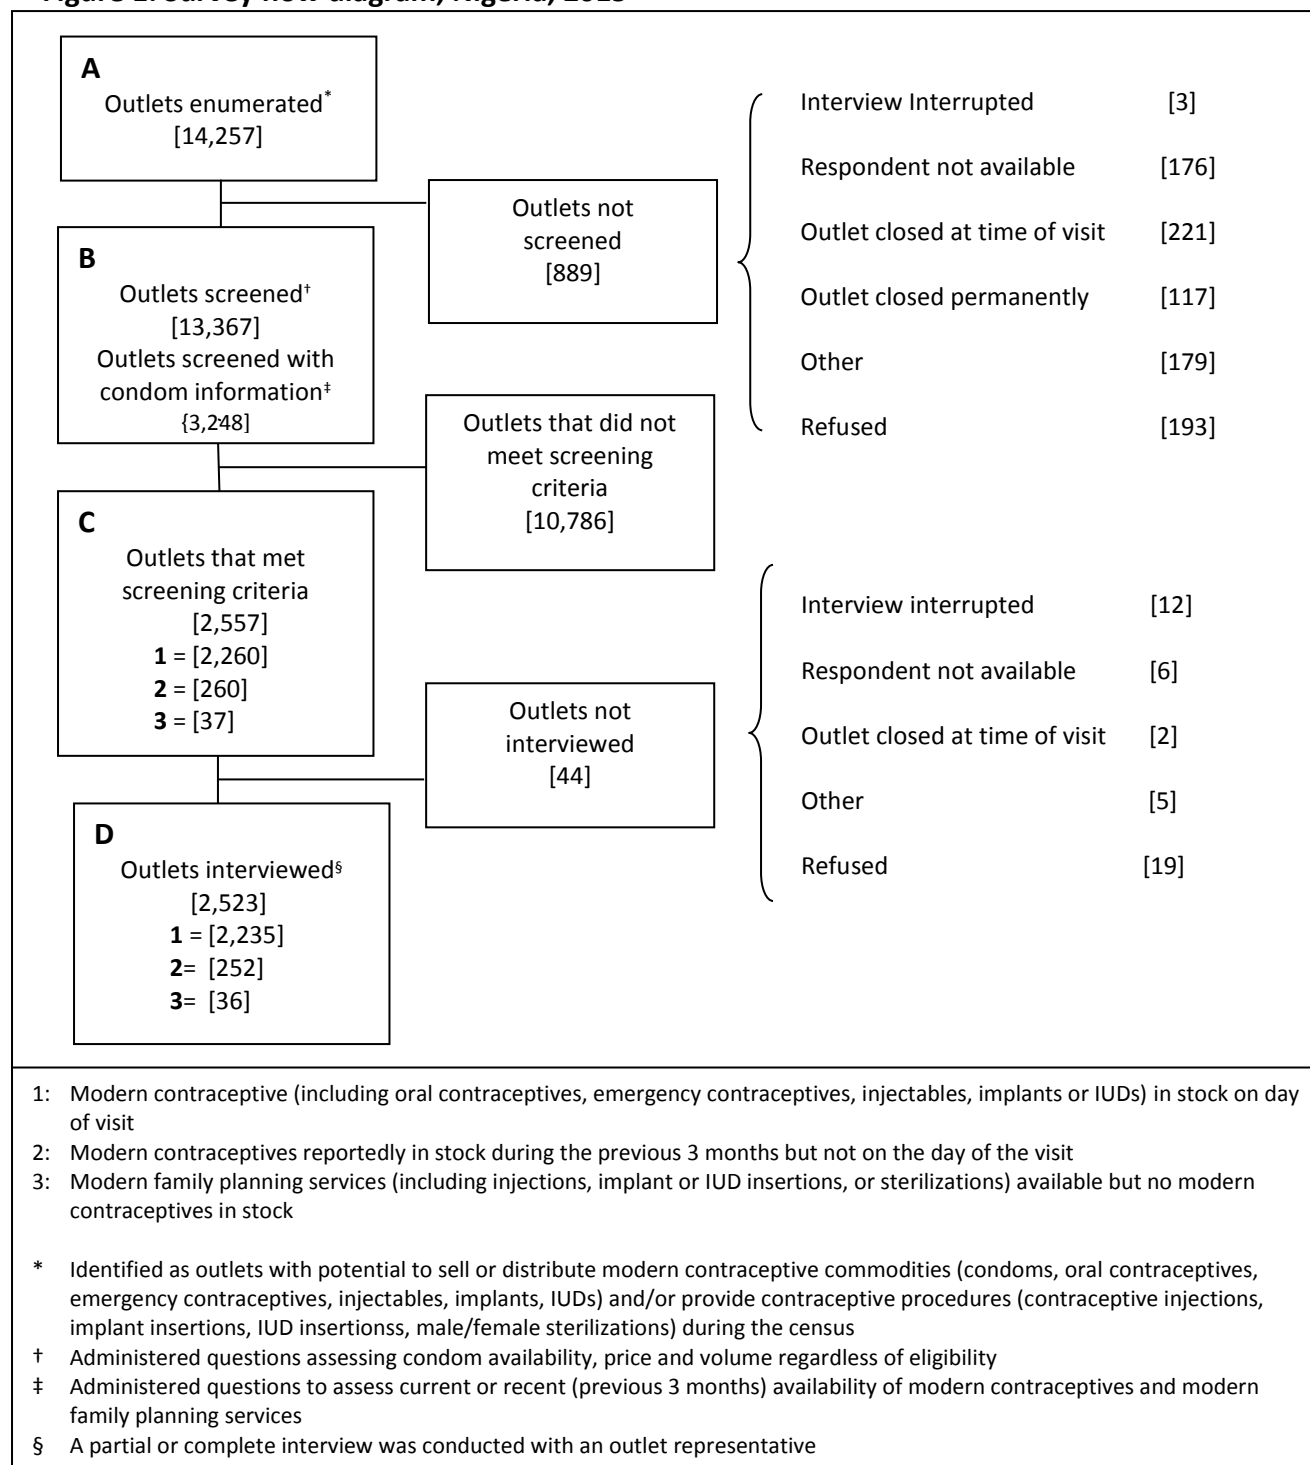 Figure 1. Survey flow diagram, Nigeria, 2015
A
Outlets enumerated*
[14,257]
Outlets not
screened
[889]
Interview Interrupted [3]
Respondent not available [176]
Outlet closed at time of visit [221]
Outlet closed permanently [117]
Other [179]
Refused [193]
B
Outlets screened†
[13,367]
Outlets screened with
condom information‡
{3,248]
Outlets that did not
meet screening
criteria
[10,786]
C
Outlets that met
screening criteria
[2,557]
1 = [2,260]
2 = [260]
3 = [37]
Outlets not
interviewed
[44]
Interview interrupted [12]
Respondent not available [6]
Outlet closed at time of visit [2]
Other [5]
Refused [19]
D
Outlets interviewed§
[2,523]
1 = [2,235]
2= [252]
3= [36]
1: Modern contraceptive (including oral contraceptives, emergency contraceptives, injectables, implants or IUDs) in stock on day
of visit
2: Modern contraceptives reportedly in stock during the previous 3 months but not on the day of the visit
3: Modern family planning services (including injections, implant or IUD insertions, or sterilizations) available but no modern
contraceptives in stock
* Identified as outlets with potential to sell or distribute modern contraceptive commodities (condoms, oral contraceptives,
emergency contraceptives, injectables, implants, IUDs) and/or provide contraceptive procedures (contraceptive injections,
implant insertions, IUD insertionss, male/female sterilizations) during the census
† Administered questions assessing condom availability, price and volume regardless of eligibility
‡ Administered questions to assess current or recent (previous 3 months) availability of modern contraceptives and modern
family planning services
§ A partial or complete interview was conducted with an outlet representative